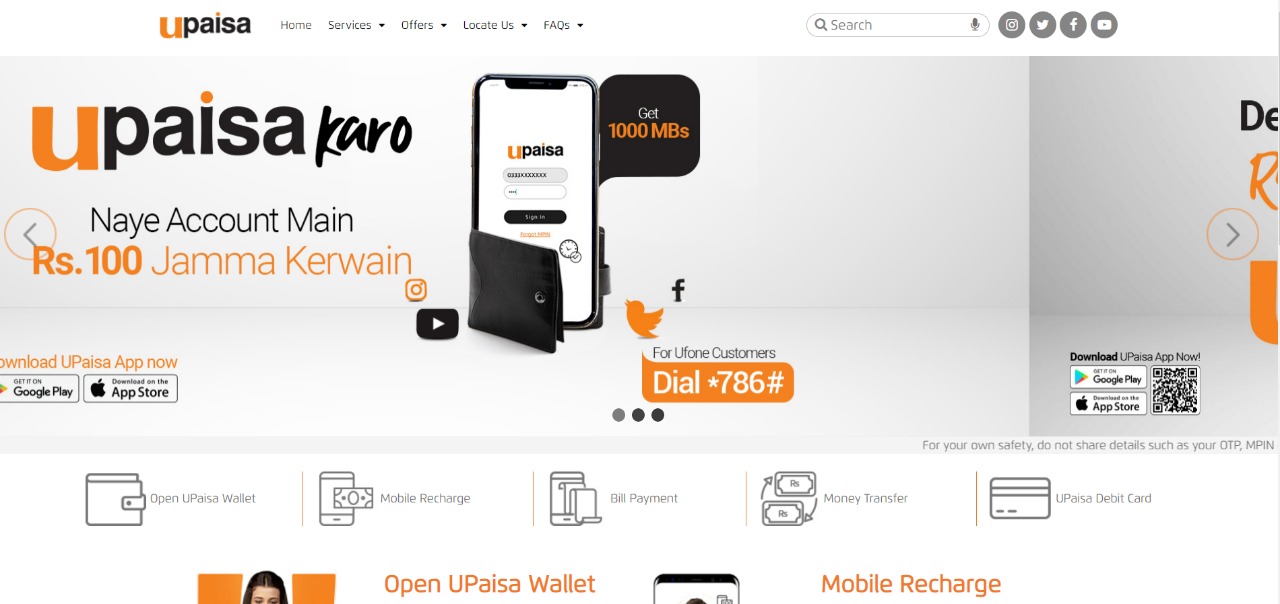 upaisa
Home Services Offers Locate Us FAQs
Search
upaisa karo
Naye Account Main
Rs.100 Jamma Kerwain
Get
1000 MBs
upaisa
0333XXXXXXX
Sign In
Forgot MPIN
For Ufone Customers
Dial *786#
ownload UPaisa App now
GET IT ON
Google Play
Download on the
App Store
De
Download UPaisa App Now!
GET IT ON
Google Play
Download on the
App Store
For your own safety, do not share details such as your OTP, MPIN
Open UPaisa Wallet
Mobile Recharge
Bill Payment
Rs
Rs
Money Transfer
UPaisa Debit Card
Open UPaisa Wallet
Mobile Recharge